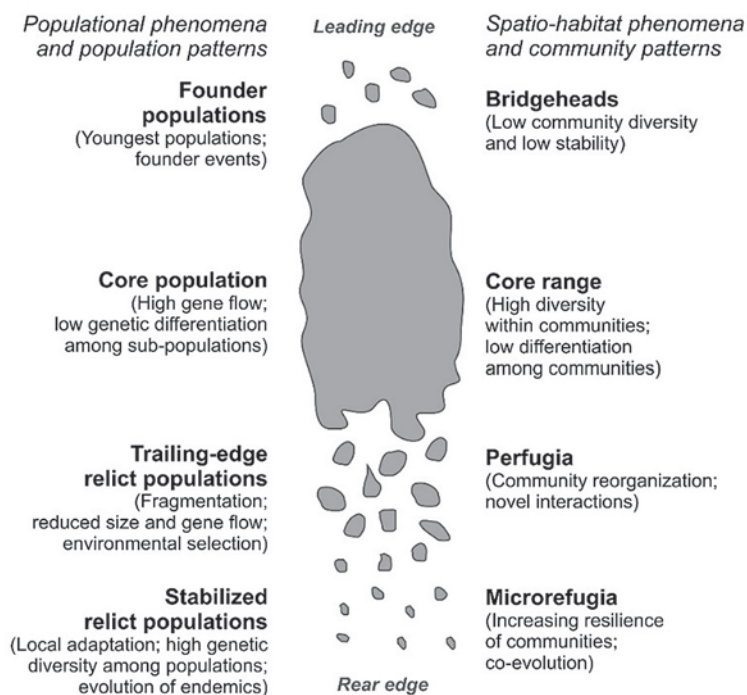 Populational phenomena
and population patterns
Leading edge
Spatio-habitat phenomena
and community patterns
Founder
populations
(Youngest populations;
founder events)
Bridgeheads
(Low community diversity
and low stability)
Core population
(High gene flow;
low genetic differentiation
among sub-populations)
Core range
(High diversity
within communities;
low differentiation
among communities)
Trailing-edge
relict populations
(Fragmentation;
reduced size and gene flow;
environmental selection)
Perfugia
(Community reorganization;
novel interactions)
Stabilized
relict populations
(Local adaptation; high genetic
diversity among populations;
evolution of endemics)
Microrefugia
(Increasing resilience
of communities;
co-evolution)
Rear edge